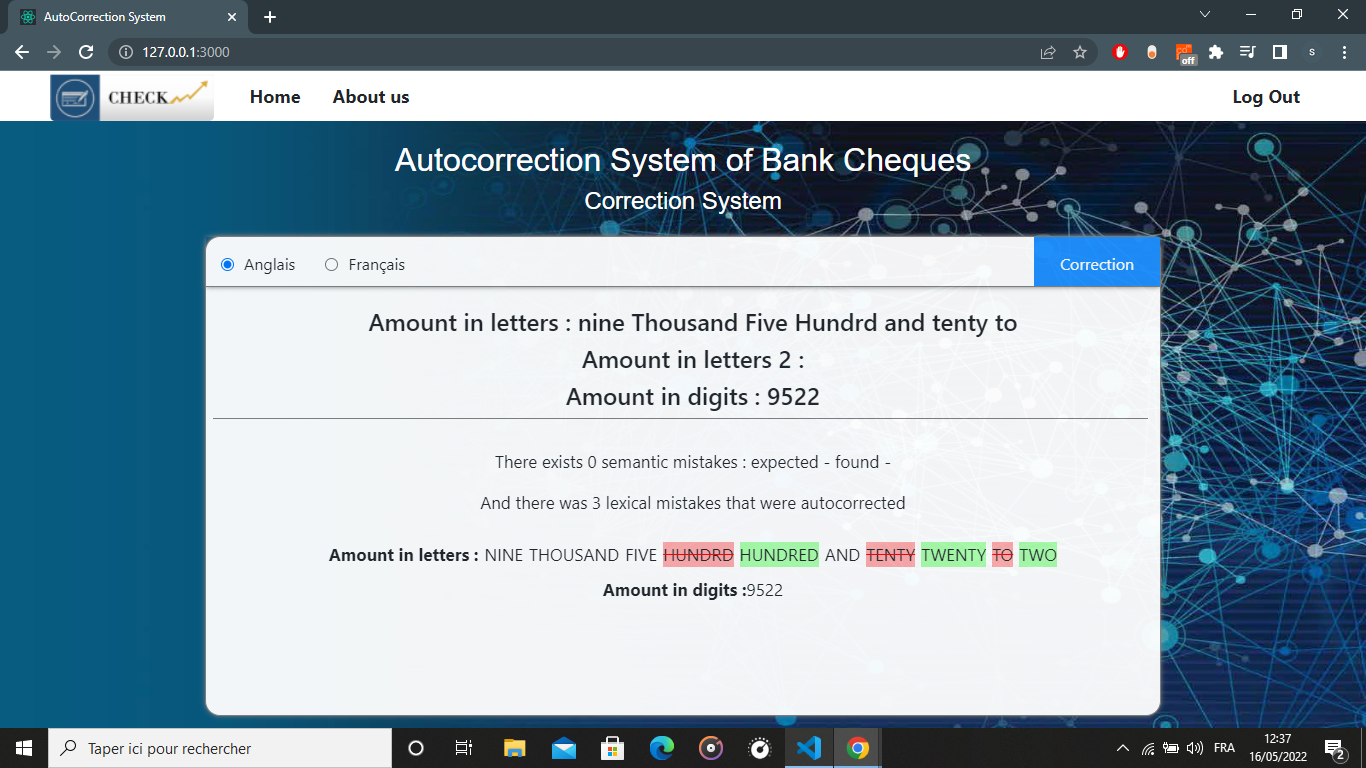 AutoCorrection System
127.0.0.1:3000
off
s
CHECK
Home
About us
Log Out
Autocorrection System of Bank Cheques
Correction System
Anglais
Français
Correction
Amount in letters : nine Thousand Five Hundrd and tenty to
Amount in letters 2 :
Amount in digits : 9522
There exists 0 semantic mistakes : expected - found -
And there was 3 lexical mistakes that were autocorrected
Amount in letters : NINE THOUSAND FIVE HUNDRD HUNDRED AND TENTY TWENTY TO TWO
Amount in digits :9522
Taper ici pour rechercher
FRA
12:37
16/05/2022
2